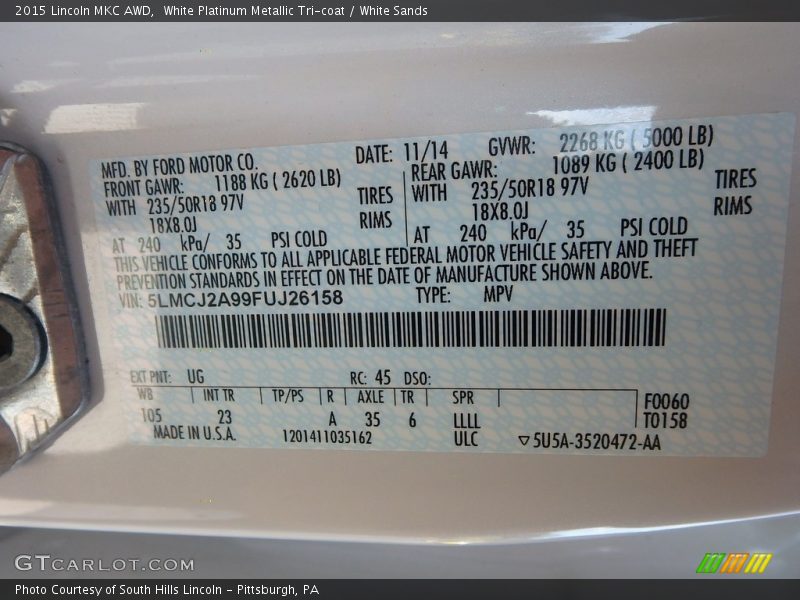 2015 Lincoln MKC AWD,  White Platinum Metallic Tri-coat / White Sands
MFD. BY FORD MOTOR CO.
DATE: 11/14 GVWR: 2268 KG ( 5000 LB)
FRONT GAWR: 1188 KG ( 2620 LB) REAR GAWR: 1089 KG ( 2400 LB)
WITH 235/50R18 97V TIRES WITH 235/50R18 97V TIRES
18X8.0J RIMS 18X8.0J RIMS
AT 240 kPa/ 35 PSI COLD AT 240 kPa/ 35 PSI COLD
THIS VEHICLE CONFORMS TO ALL APPLICABLE FEDERAL MOTOR VEHICLE SAFETY AND THEFT
PREVENTION STANDARDS IN EFFECT ON THE DATE OF MANUFACTURE SHOWN ABOVE.
VIN: 5LMCJ2A99FUJ26158 TYPE: MPV
EXT PNT: UG RC: 45 DSO:
WB INT TR TP/PS R AXLE TR SPR F0060
105 23 A 35 6 LLLL T0158
MADE IN U.S.A. 1201411035162 ULC ▽5U5A-3520472-AA
GTCARLOT.COM
Photo Courtesy of South Hills Lincoln - Pittsburgh, PA